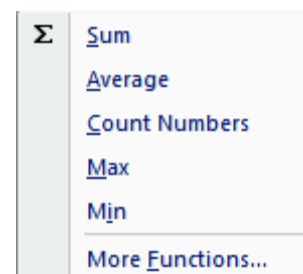 Σ Sum
Average
Count Numbers
Max
Min
More Functions...